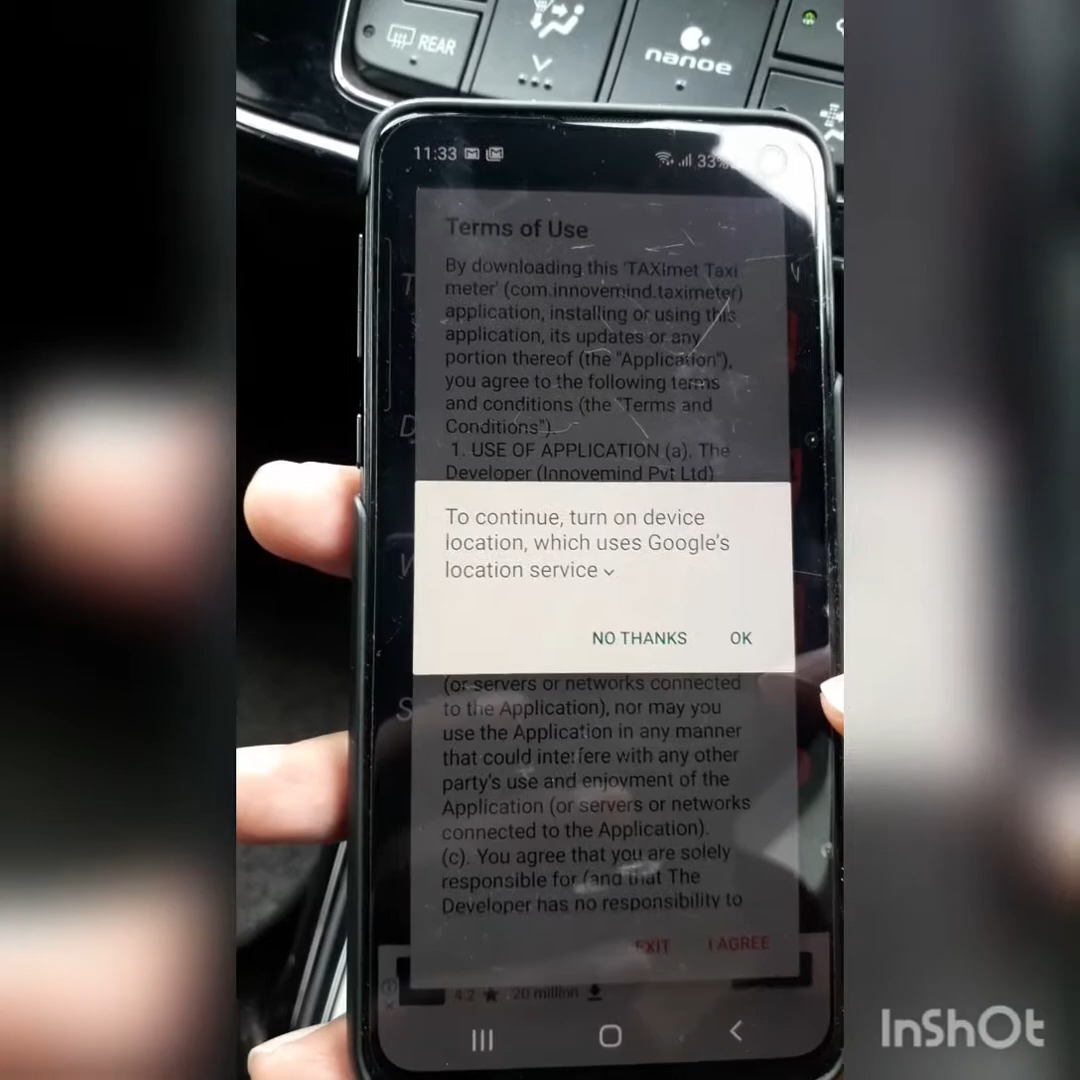 REAR
nanoe
11:33
33%
Terms of Use
By downloading this 'TAXimet Taxi
meter' (com.innovemind.taximeter)
application, installing or using this
application, its updates or any
portion thereof (the "Application"),
you agree to the following terms
and conditions (the "Terms and
Conditions").
1. USE OF APPLICATION (a). The
Developer (Innovemind Pvt Ltd)
To continue, turn on device
location, which uses Google's
location service
NO THANKS OK
(or servers or networks connected
to the Application), nor may you
use the Application in any manner
that could interfere with any other
party's use and enjoyment of the
Application (or servers or networks
connected to the Application).
(c). You agree that you are solely
responsible for (and that The
Developer has no responsibility to
EXIT I AGREE
4.2 ★ 20 million
InShOt